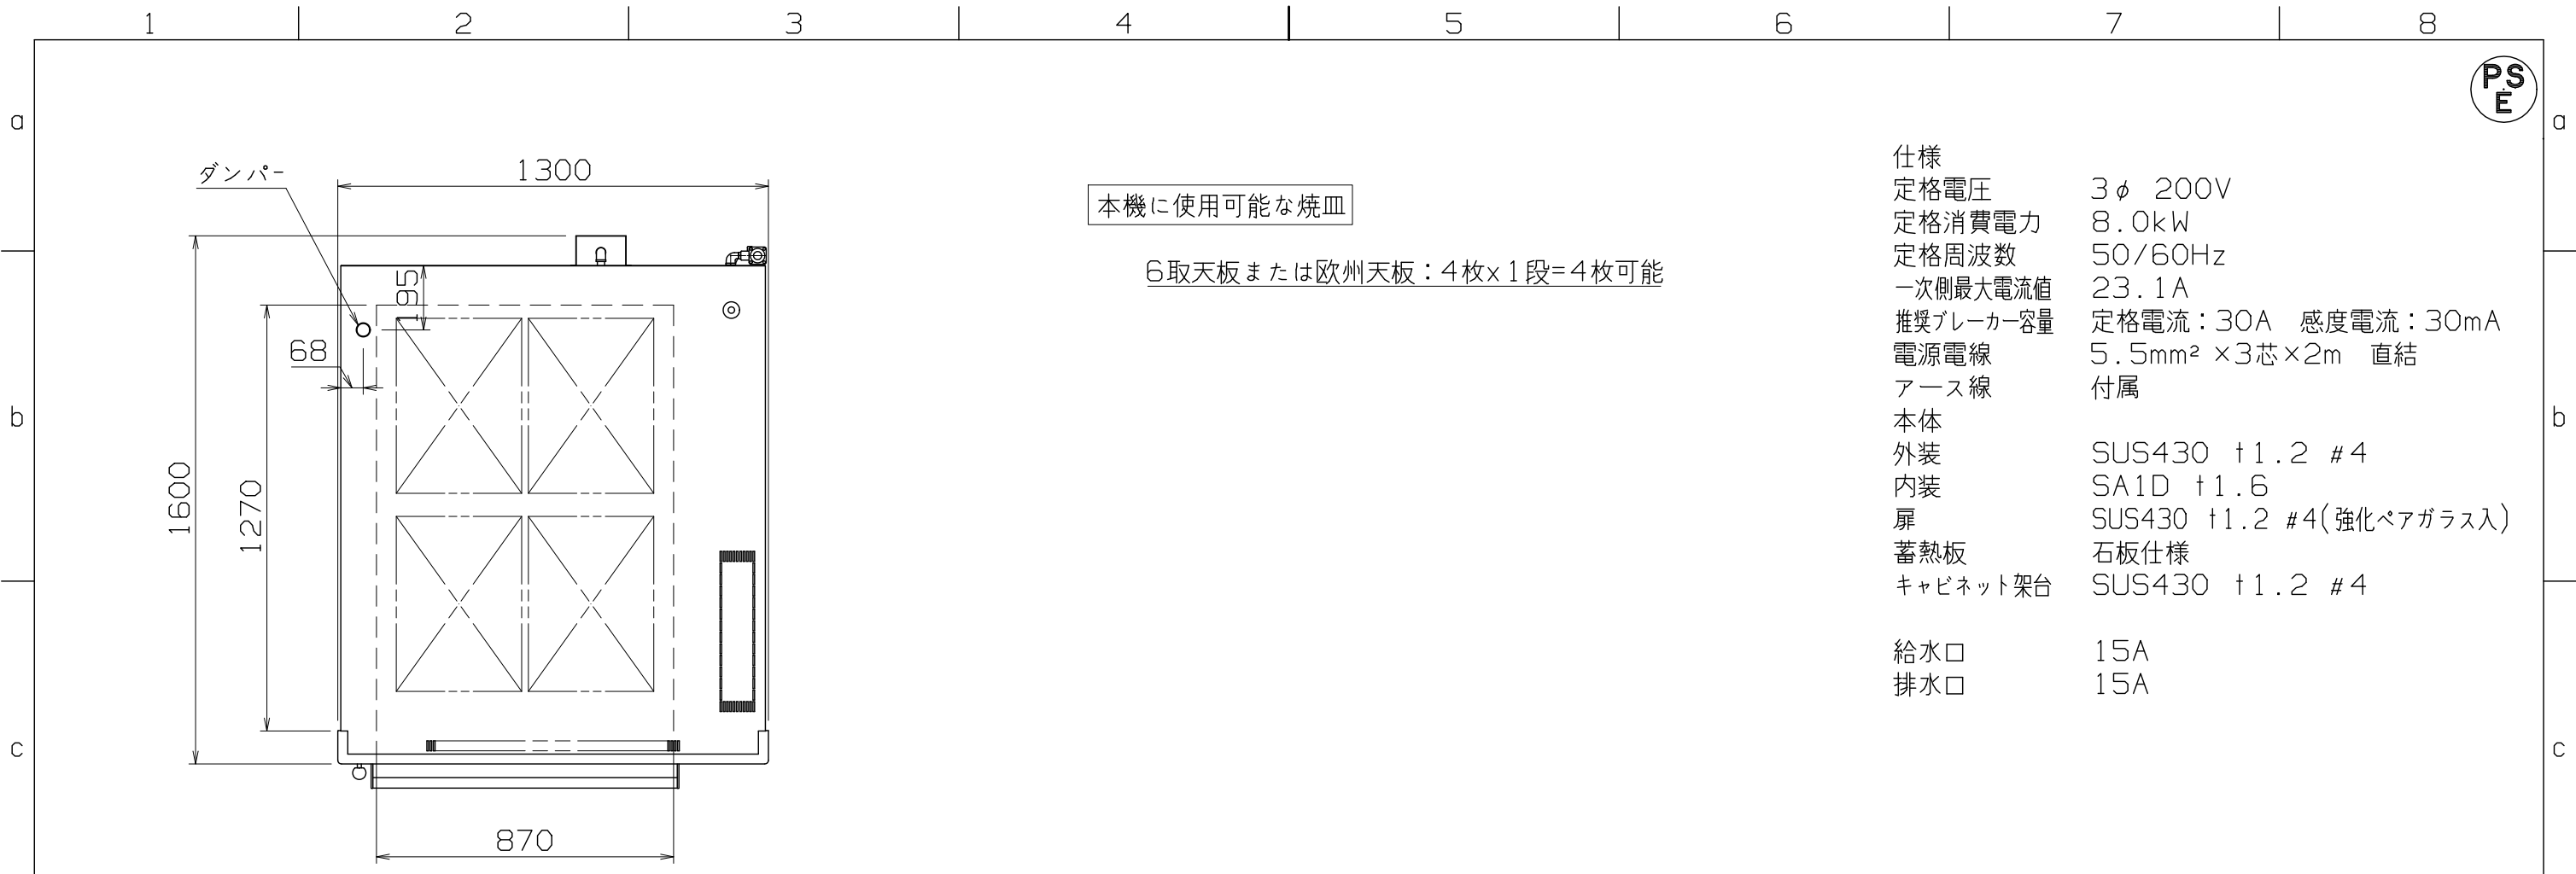 1 2 3 4 5 6 7 8
PS
E
a a
ダンパー
1300
195
68
1600
1270
870
本機に使用可能な焼皿
6取天板または欧州天板：4枚x1段=4枚可能
仕様
定格電圧 3φ 200V
定格消費電力 8.0kW
定格周波数 50/60Hz
一次側最大電流値 23.1A
推奨ブレーカー容量 定格電流：30A 感度電流：30mA
電源電線 5.5mm² ×3芯×2m 直結
アース線 付属
本体
外装 SUS430 t1.2 #4
内装 SA1D t1.6
扉 SUS430 t1.2 #4(強化ペアガラス入)
蓄熱板 石板仕様
キャビネット架台 SUS430 t1.2 #4
給水口 15A
排水口 15A
b b
c c